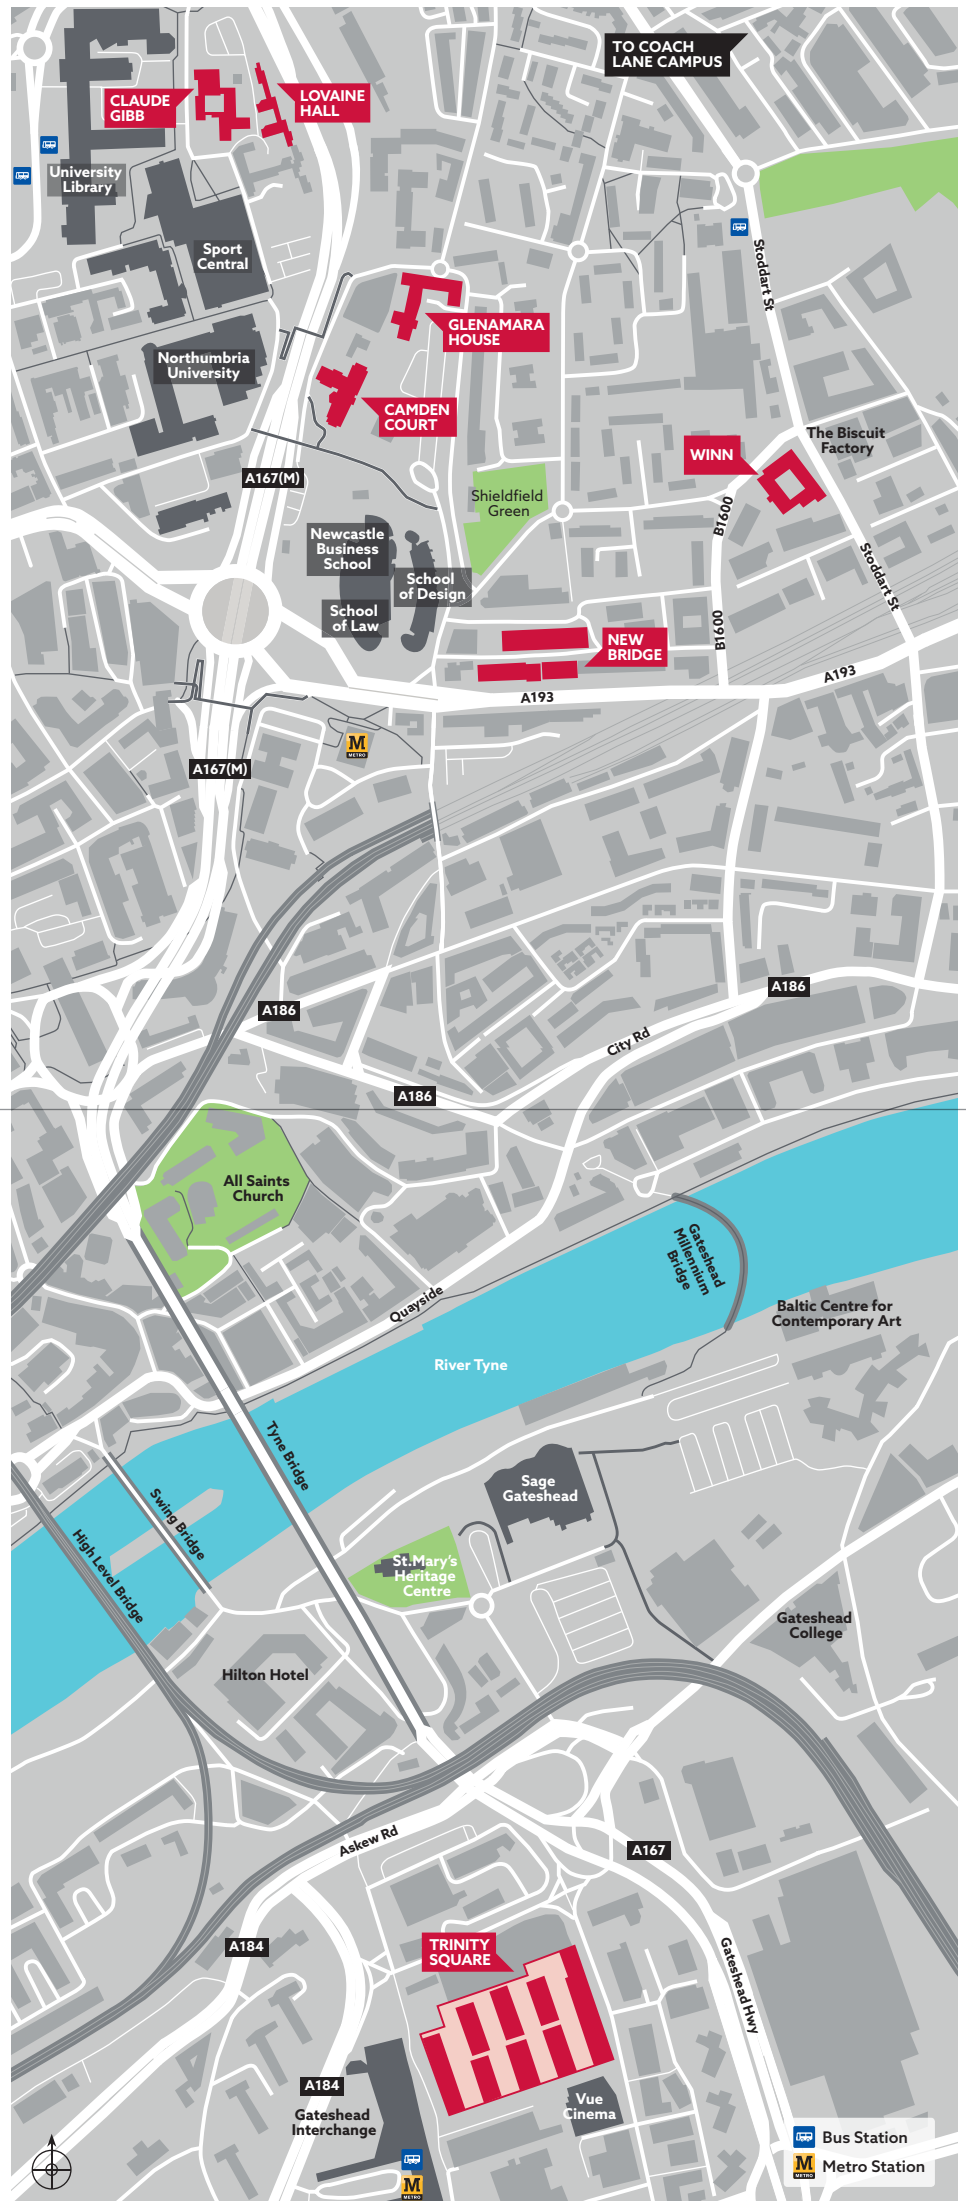 TO COACH
LANE CAMPUS
CLAUDE
GIBB
LOVAINE
HALL
University
Library
Sport
Central
Stoddart St
GLENAMARA
HOUSE
Northumbria
University
CAMDEN
COURT
The Biscuit
Factory
WINN
A167(M)
Shieldfield
Green
B1600
Newcastle
Business
School
School
of Design
Stoddart St
School
of Law
B1600
NEW
BRIDGE
A193
A193
M
METRO
A167(M)
A186
A186
City Rd
A186
All Saints
Church
Gateshead
Millennium
Bridge
Quayside
Baltic Centre for
Contemporary Art
River Tyne
Tyne Bridge
Sage
Gateshead
Swing Bridge
High Level Bridge
St.Mary's
Heritage
Centre
Gateshead
College
Hilton Hotel
Askew Rd
A167
A184
TRINITY
SQUARE
Gateshead Hwy
A184
Gateshead
Interchange
Vue
Cinema
Bus Station
M
METRO
Metro Station
M
METRO